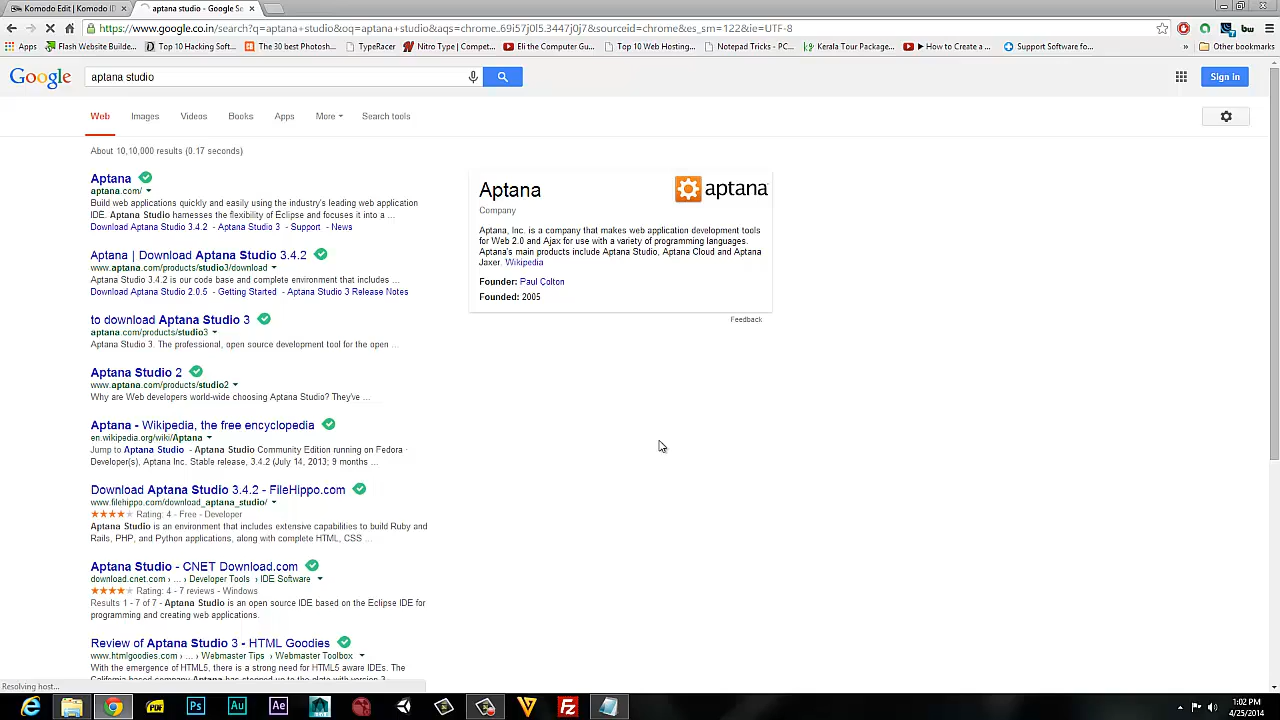 Komodo Edit | Komodo ID
aptana studio - Google Se
https://www.google.co.in/search?q=aptana+studio&oq=aptana+studio&aqs=chrome.69i57j0l5.3447j0j7&sourceid=chrome&es_sm=122&ie=UTF-8
Apps
Flash Website Builde...
Top 10 Hacking Soft...
The 30 best Photosh...
TypeRacer
Nitro Type | Compet...
Eli the Computer Gu...
Top 10 Web Hosting...
Notepad Tricks - PC...
Kerala Tour Package...
How to Create a ...
Support Software fo...
Other bookmarks
Google
aptana studio
Sign in
Web Images Videos Books Apps More Search tools
About 10,10,000 results (0.17 seconds)
Aptana
aptana.com/
Build web applications quickly and easily using the industry's leading web application
IDE. Aptana Studio harnesses the flexibility of Eclipse and focuses it into a ...
Download Aptana Studio 3.4.2 - Aptana Studio 3 - Support - News
Aptana | Download Aptana Studio 3.4.2
www.aptana.com/products/studio3/download
Aptana Studio 3.4.2 is our code base and complete environment that includes ...
Download Aptana Studio 2.0.5 - Getting Started - Aptana Studio 3 Release Notes
to download Aptana Studio 3
aptana.com/products/studio3
Aptana Studio 3. The professional, open source development tool for the open ...
Aptana Studio 2
www.aptana.com/products/studio2
Why are Web developers world-wide choosing Aptana Studio? They've ...
Aptana - Wikipedia, the free encyclopedia
en.wikipedia.org/wiki/Aptana
Jump to Aptana Studio - Aptana Studio Community Edition running on Fedora ·
Developer(s). Aptana Inc. Stable release, 3.4.2 (July 14, 2013; 9 months ...
Download Aptana Studio 3.4.2 - FileHippo.com
www.filehippo.com/download_aptana_studio/
Rating: 4 - Free - Developer
Aptana Studio is an environment that includes extensive capabilities to build Ruby and
Rails, PHP, and Python applications, along with complete HTML, CSS ...
Aptana Studio - CNET Download.com
download.cnet.com › ... › Developer Tools › IDE Software
Rating: 4 - 7 reviews - Windows
Results 1 - 7 of 7 - Aptana Studio is an open source IDE based on the Eclipse IDE for
programming and creating web applications.
Review of Aptana Studio 3 - HTML Goodies
www.htmlgoodies.com › ... › Webmaster Tips › Webmaster Toolbox
With the emergence of HTML5, there is a strong need for HTML5 aware IDEs. The
California based company Aptana has stepped up to the plate with version 3
Aptana
aptana
Company
Aptana, Inc. is a company that makes web application development tools
for Web 2.0 and Ajax for use with a variety of programming languages.
Aptana's main products include Aptana Studio, Aptana Cloud and Aptana
Jaxer. Wikipedia
Founder: Paul Colton
Founded: 2005
Feedback
Resolving host...
PDF
Ps
Au
Ae
Fz
1:02 PM
4/25/2014